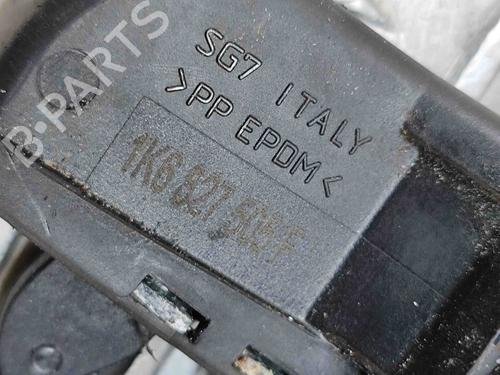 SG7 ITALY
>PP EPDM<
1K6 827 505 F
B-PARTS